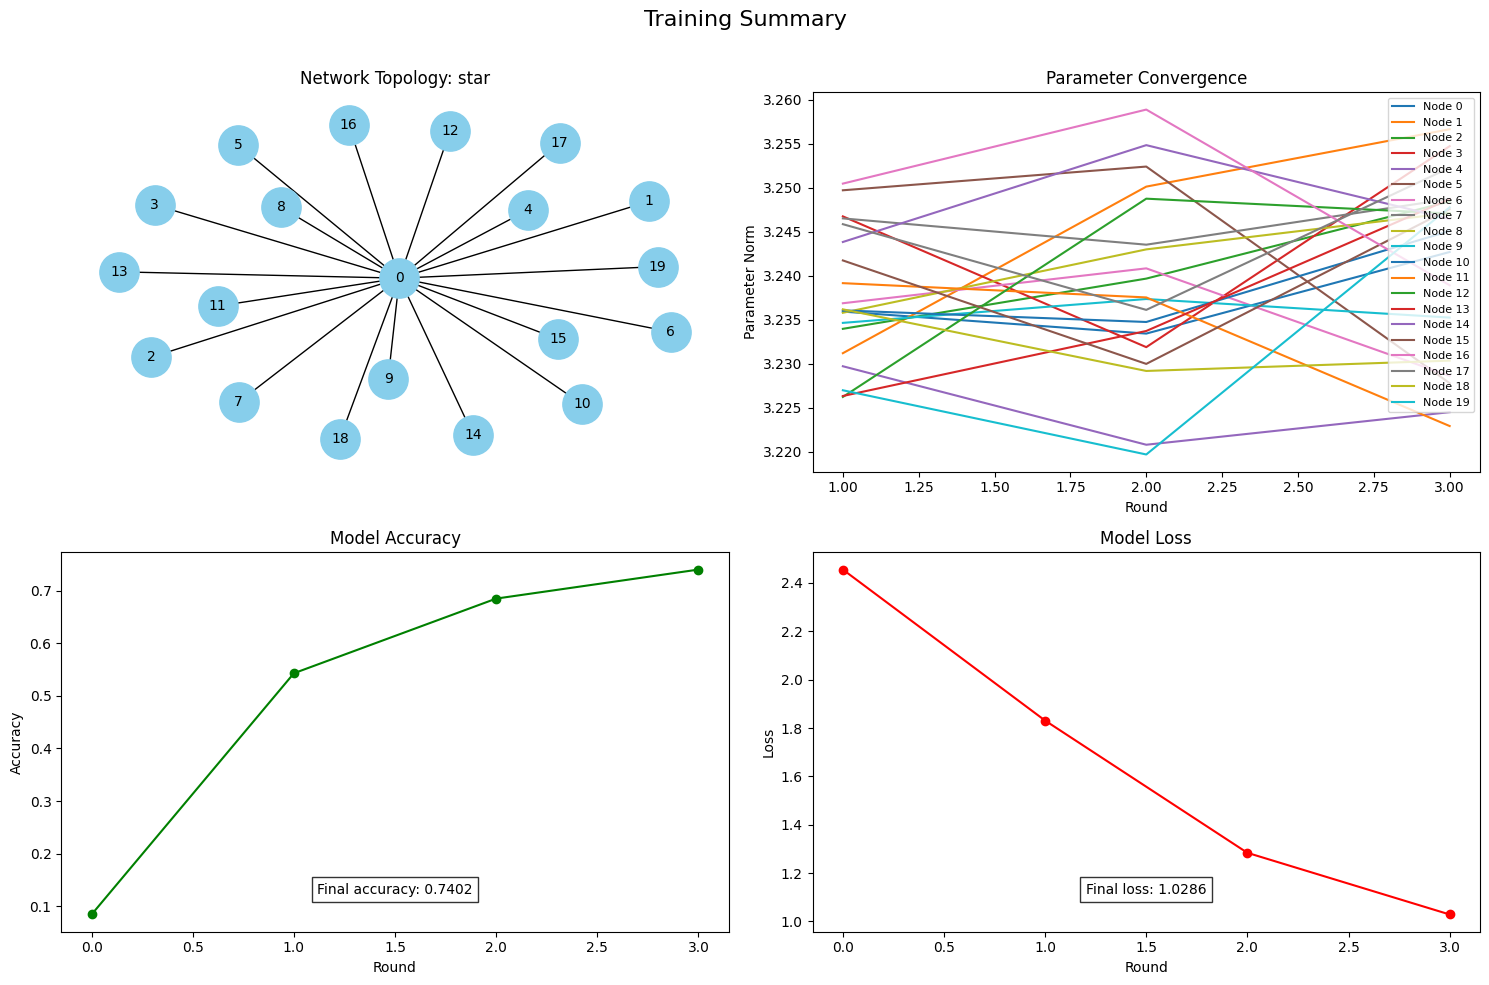 Training Summary
Network Topology: star
16
12
5
17
1
3
8
4
19
13
0
11
6
15
2
9
7
10
14
18
Parameter Convergence
3.260
3.255
3.250
3.245
3.240
3.235
3.230
3.225
3.220
Parameter Norm
Node 0
Node 1
Node 2
Node 3
Node 4
Node 5
Node 6
Node 7
Node 8
Node 9
Node 10
Node 11
Node 12
Node 13
Node 14
Node 15
Node 16
Node 17
Node 18
Node 19
1.00 1.25 1.50 1.75 2.00 2.25 2.50 2.75 3.00
Round
Model Accuracy
0.7
0.6
0.5
0.4
0.3
0.2
0.1
Accuracy
Final accuracy: 0.7402
0.0 0.5 1.0 1.5 2.0 2.5 3.0
Round
Model Loss
2.4
2.2
2.0
1.8
1.6
1.4
1.2
1.0
Loss
Final loss: 1.0286
0.0 0.5 1.0 1.5 2.0 2.5 3.0
Round